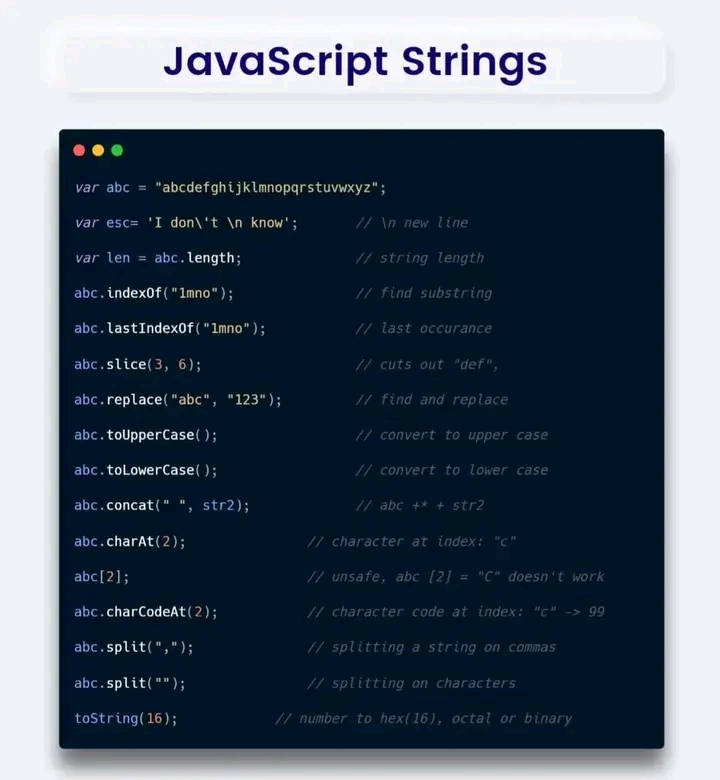 JavaScript Strings
var abc = "abcdefghijklmnopqrstuvwxyz";
var esc= 'I don\'t \n know'; // \n new line
var len = abc.length; // string length
abc.indexOf("1mno"); // find substring
abc.lastIndexOf("1mno"); // last occurance
abc.slice(3, 6); // cuts out "def",
abc.replace("abc", "123"); // find and replace
abc.toUpperCase(); // convert to upper case
abc.toLowerCase(); // convert to lower case
abc.concat(" ", str2); // abc +* + str2
abc.charAt(2); // character at index: "c"
abc[2]; // unsafe, abc [2] = "C" doesn't work
abc.charCodeAt(2); // character code at index: "c" -> 99
abc.split(","); // splitting a string on commas
abc.split(""); // splitting on characters
toString(16); // number to hex(16), octal or binary